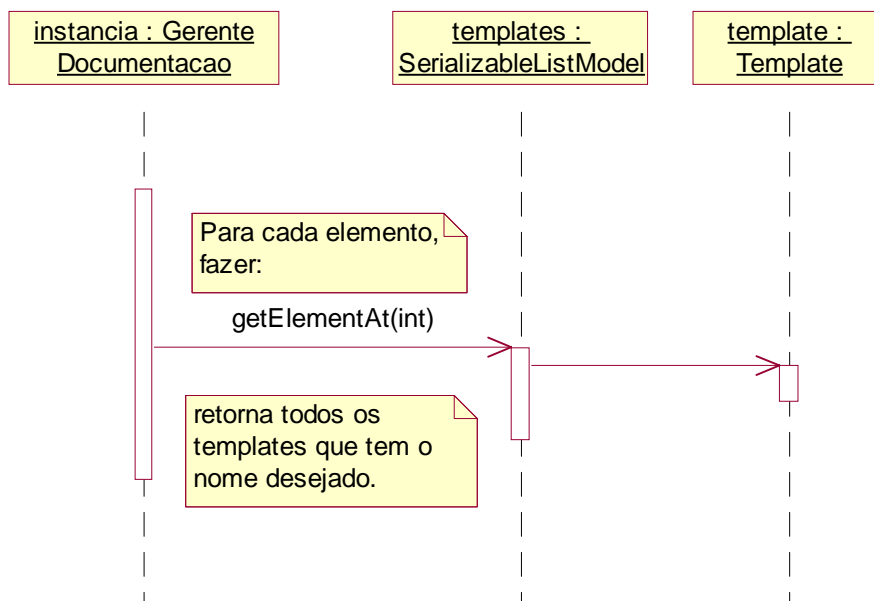 instancia : Gerente
Documentacao
templates :
SerializableListModel
template :
Template
Para cada elemento,
fazer:
getElementAt(int)
retorna todos os
templates que tem o
nome desejado.